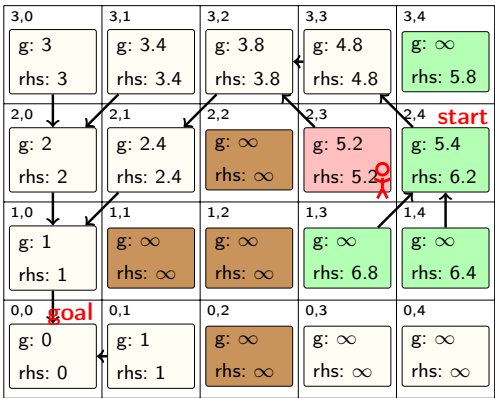 3,0 3,1 3,2 3,3 3,4
g: 3 g: 3.4 g: 3.8 g: 4.8 g: ∞
rhs: 3 rhs: 3.4 rhs: 3.8 rhs: 4.8 rhs: 5.8
2,0 2,1 2,2 2,3 2,4 start
g: 2 g: 2.4 g: ∞ g: 5.2 g: 5.4
rhs: 2 rhs: 2.4 rhs: ∞ rhs: 5.2 rhs: 6.2
1,0 1,1 1,2 1,3 1,4
g: 1 g: ∞ g: ∞ g: ∞ g: ∞
rhs: 1 rhs: ∞ rhs: ∞ rhs: 6.8 rhs: 6.4
0,0 goal 0,1 0,2 0,3 0,4
g: 0 g: 1 g: ∞ g: ∞ g: ∞
rhs: 0 rhs: 1 rhs: ∞ rhs: ∞ rhs: ∞